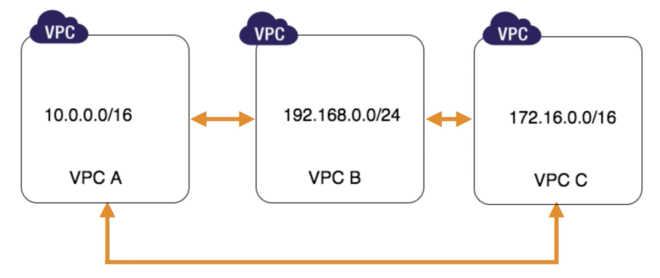 VPC
VPC
VPC
10.0.0.0/16
192.168.0.0/24
172.16.0.0/16
VPC A
VPC B
VPC C